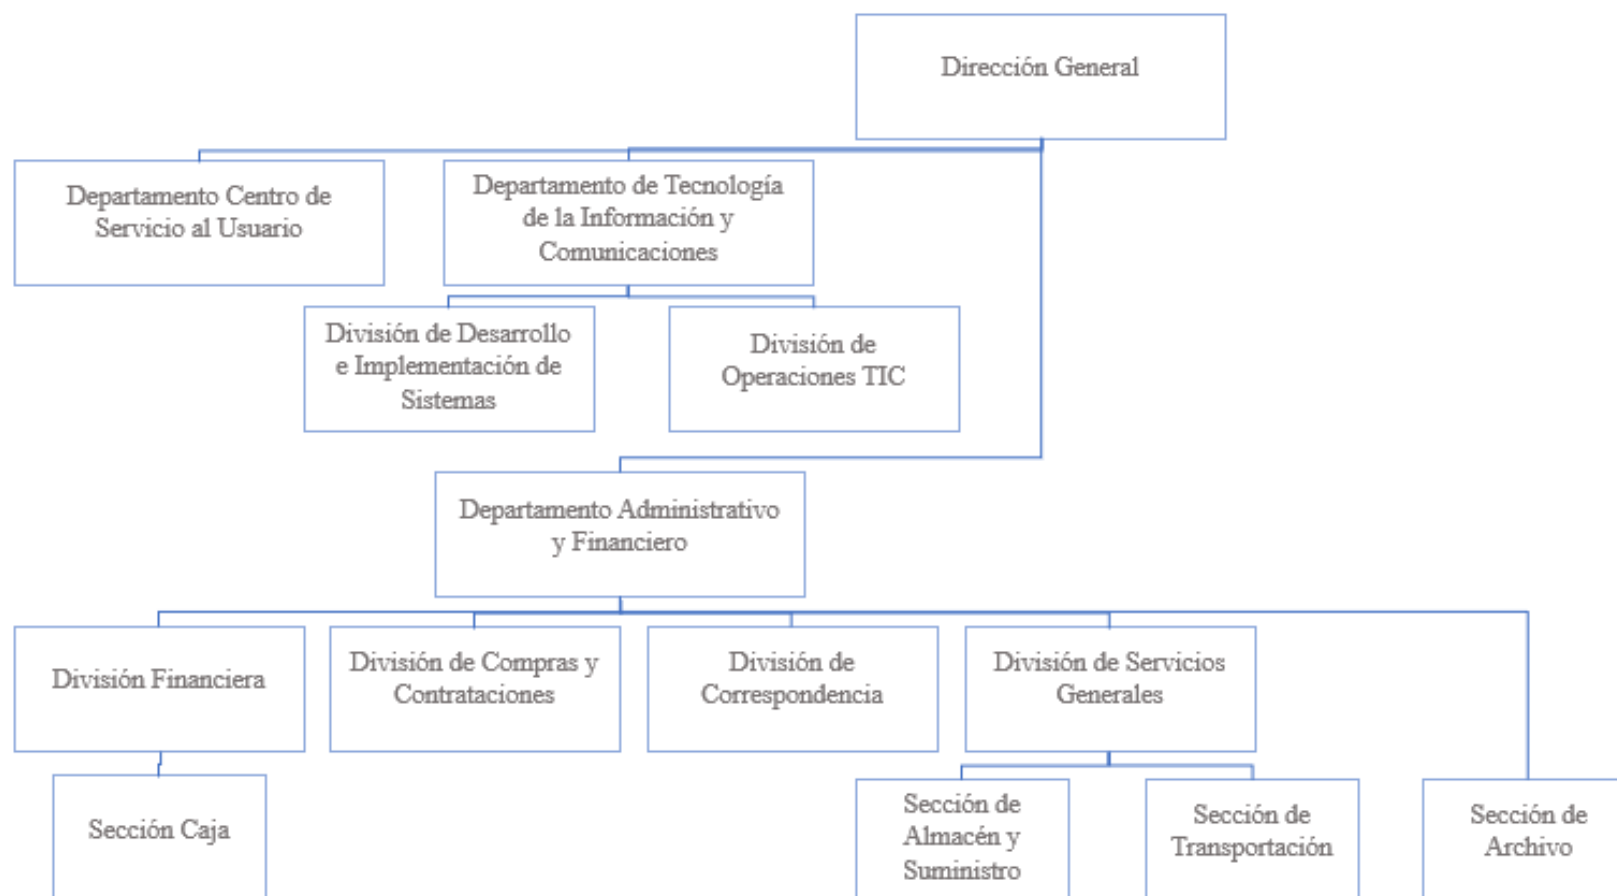 Dirección General
Departamento Centro de
Servicio al Usuario
Departamento de Tecnología
de la Información y
Comunicaciones
División de Desarrollo
e Implementación de
Sistemas
División de
Operaciones TIC
Departamento Administrativo
y Financiero
División Financiera
División de Compras y
Contrataciones
División de
Correspondencia
División de Servicios
Generales
Sección Caja
Sección de
Almacén y
Suministro
Sección de
Transportación
Sección de
Archivo